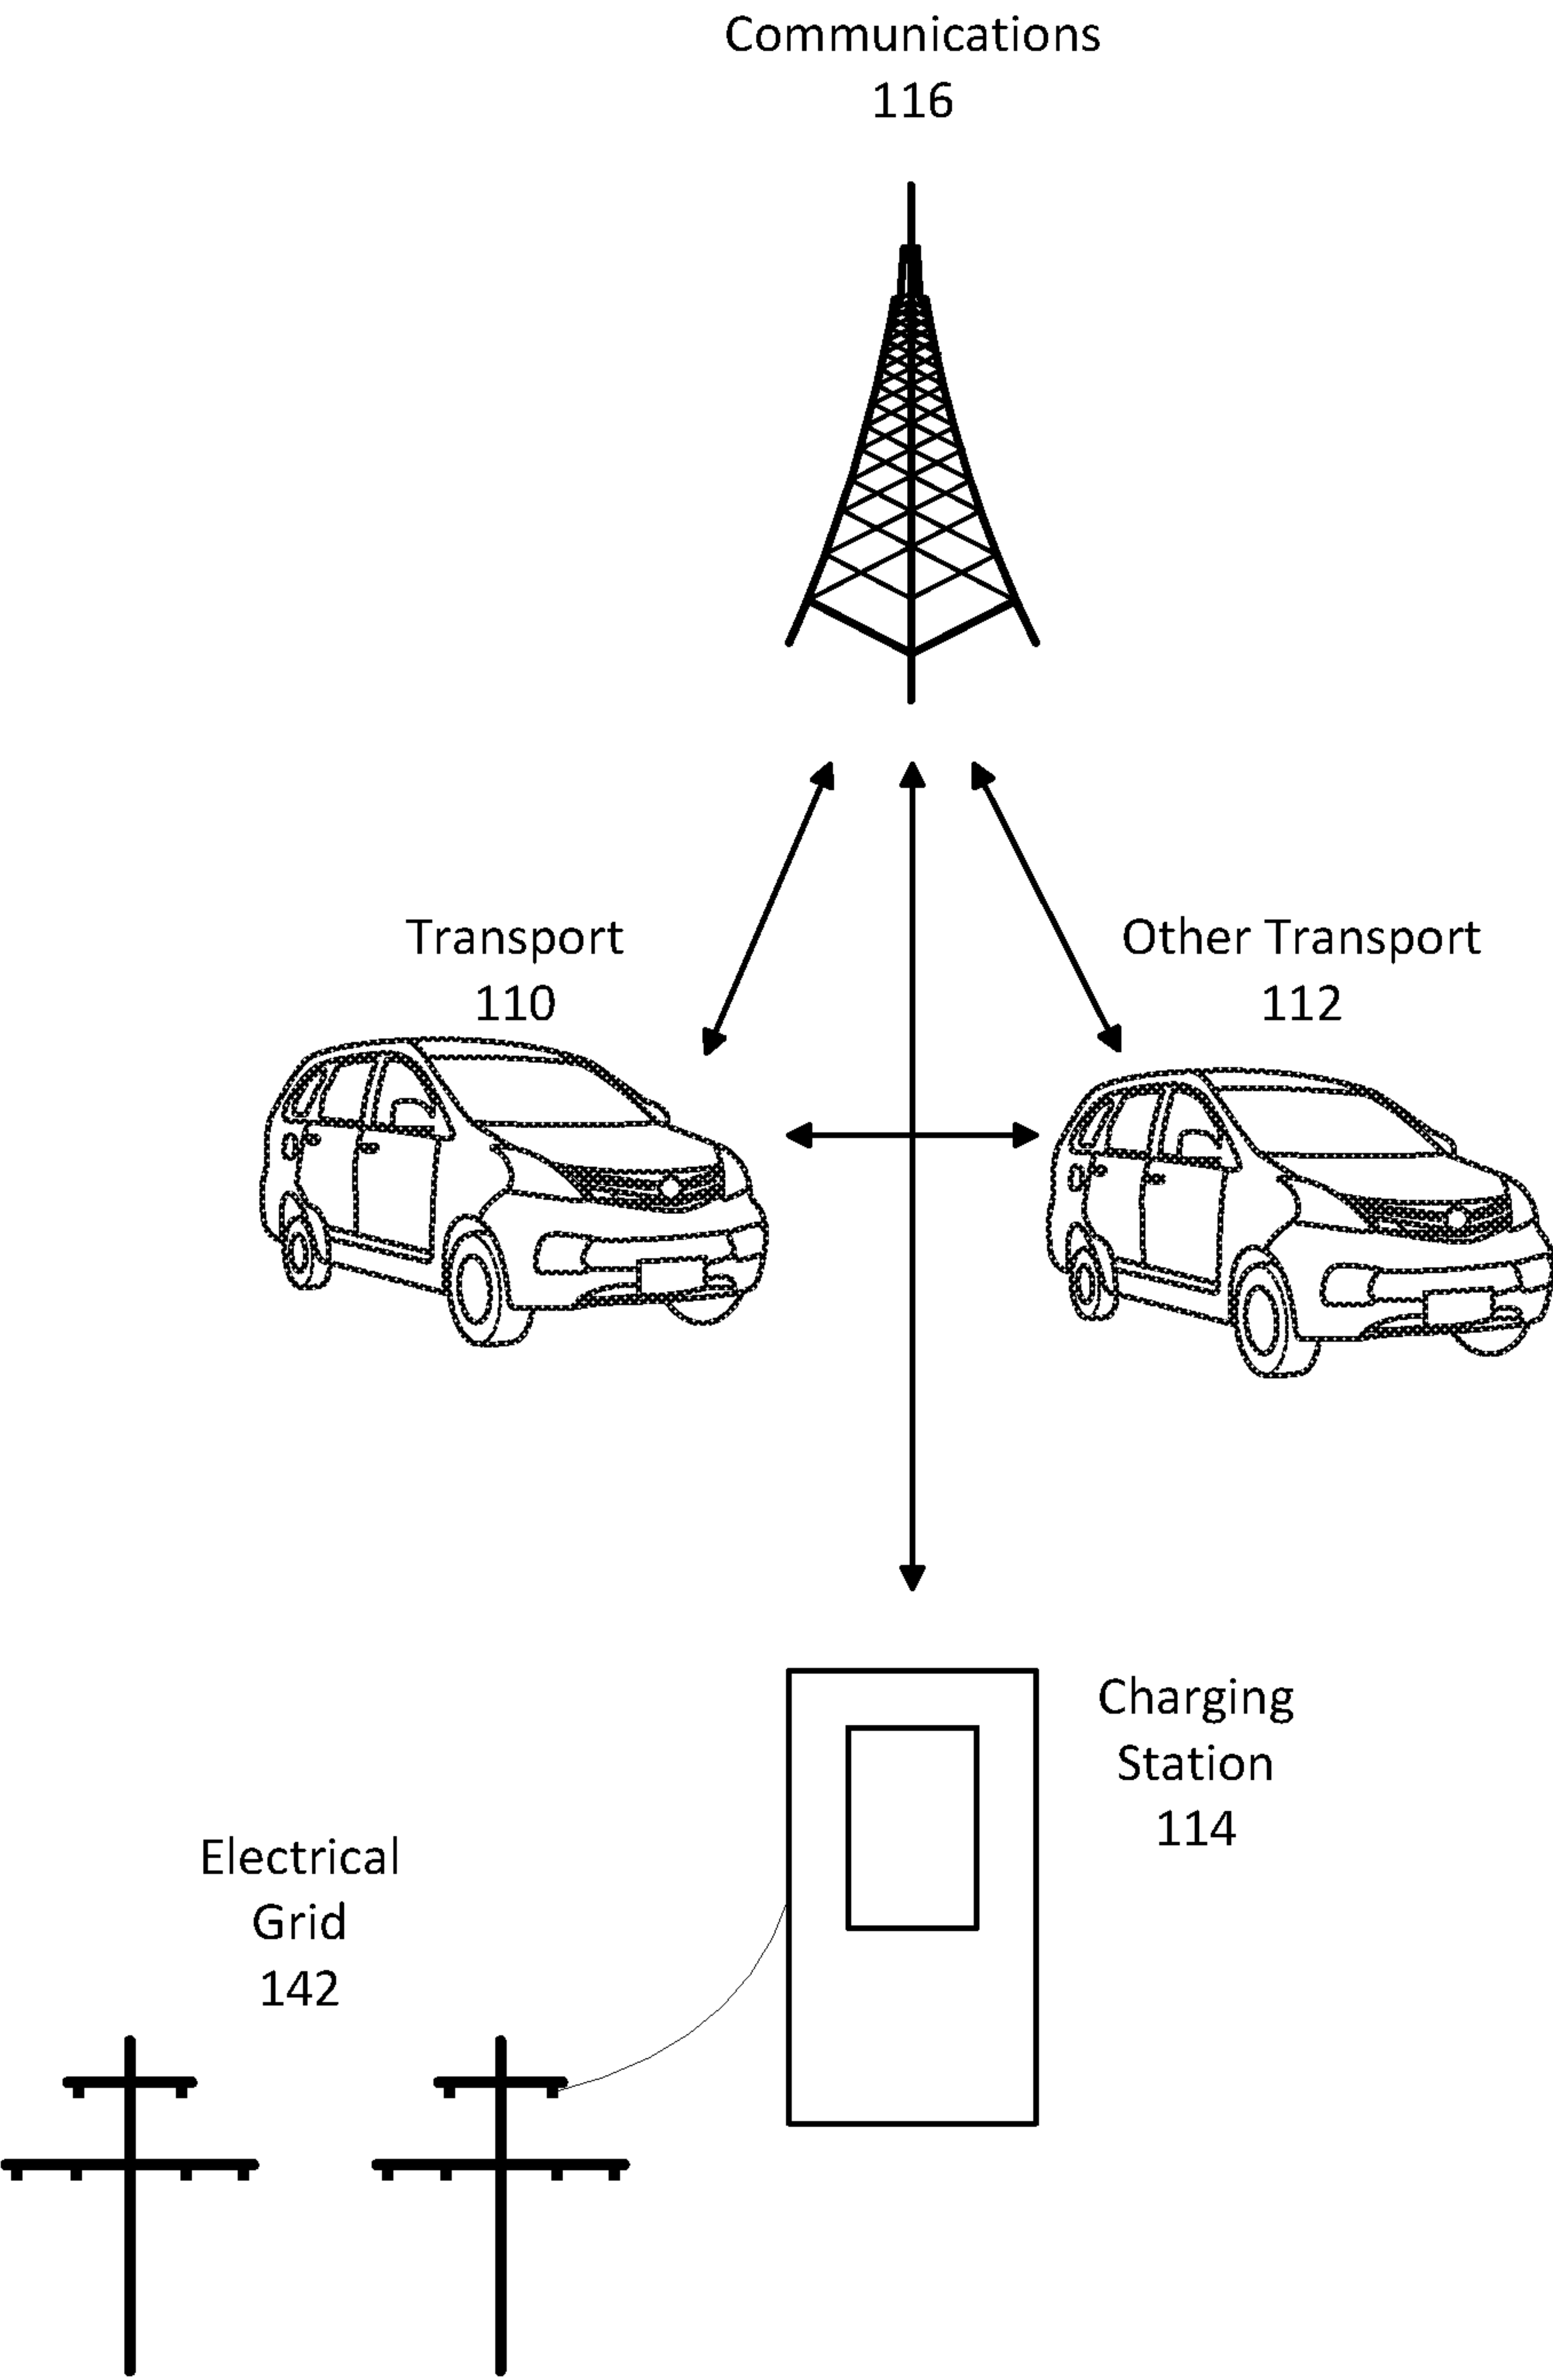 Communications
116
Transport
110
Other Transport
112
Charging
Station
114
Electrical
Grid
142